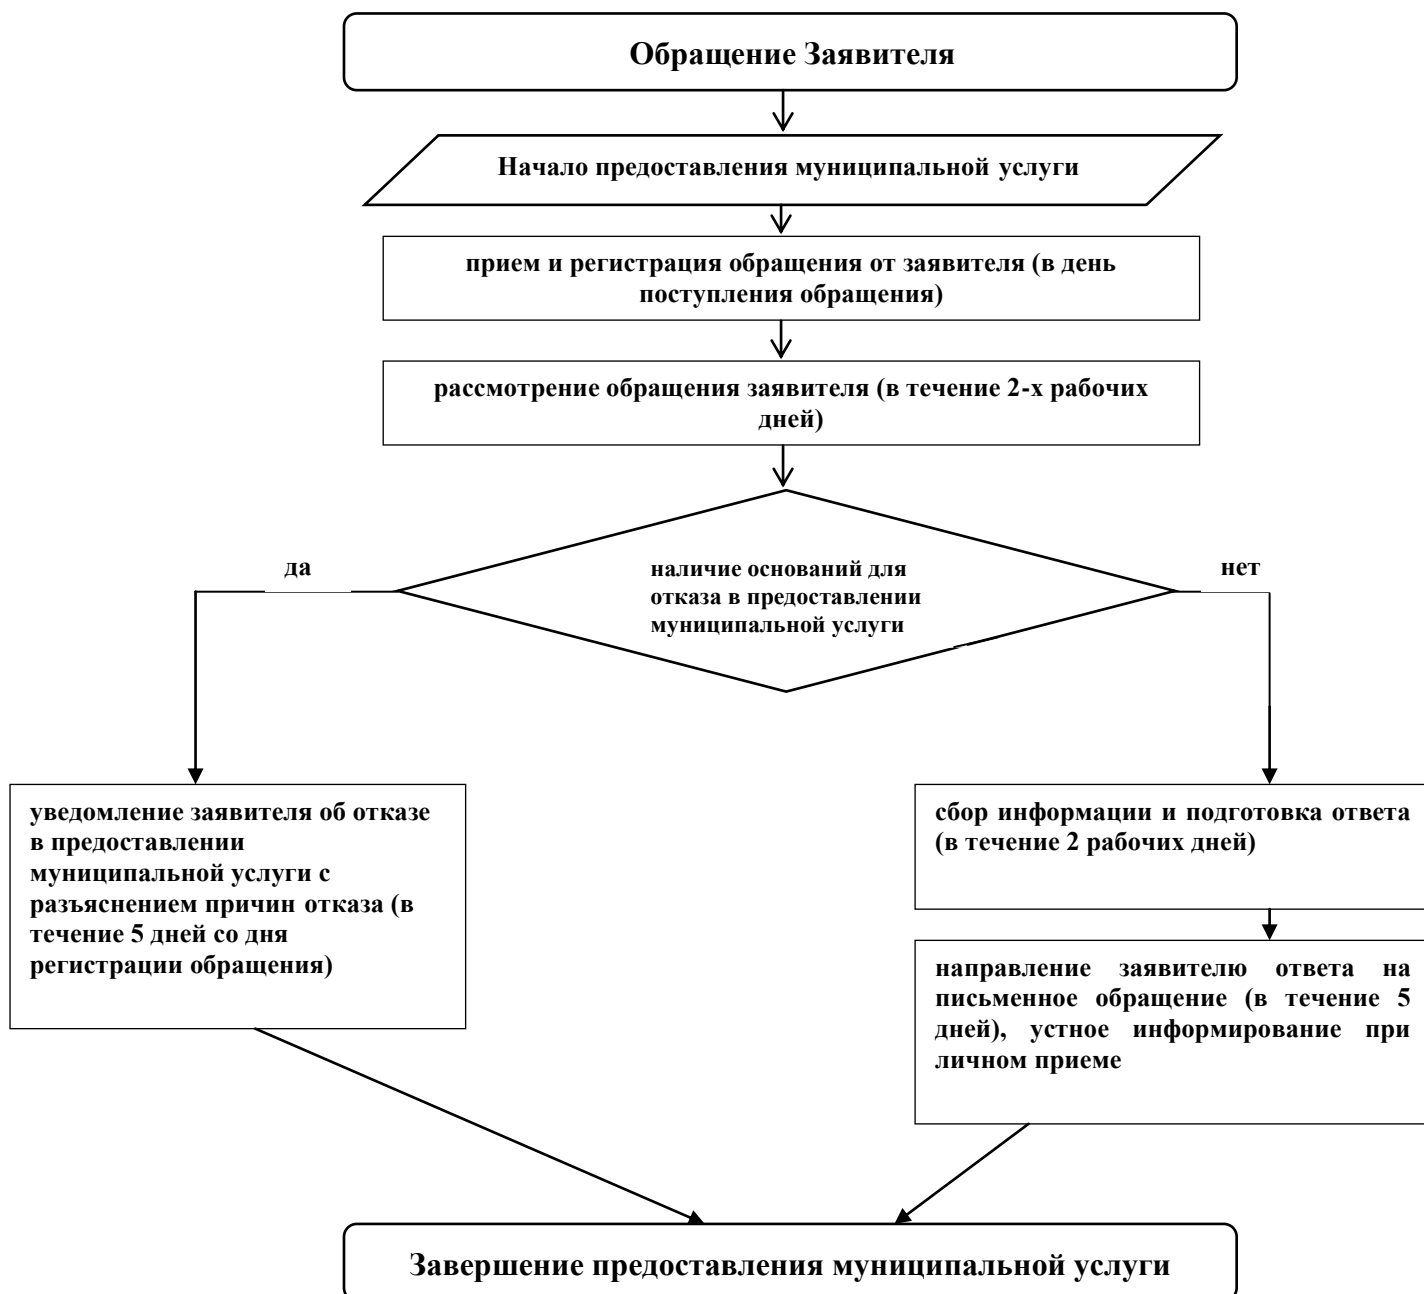 Обращение Заявителя
Начало предоставления муниципальной услуги
прием и регистрация обращения от заявителя (в день
поступления обращения)
рассмотрение обращения заявителя (в течение 2-х рабочих
дней)
да
нет
наличие оснований для
отказа в предоставлении
муниципальной услуги
уведомление заявителя об отказе
в предоставлении
муниципальной услуги с
разъяснением причин отказа (в
течение 5 дней со дня
регистрации обращения)
сбор информации и подготовка ответа
(в течение 2 рабочих дней)
направление заявителю ответа на
письменное обращение (в течение 5
дней), устное информирование при
личном приеме
Завершение предоставления муниципальной услуги